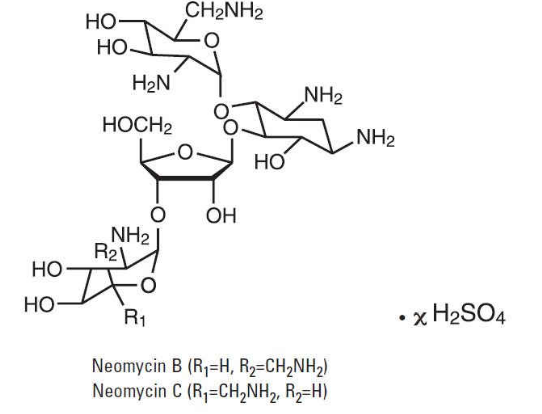 CH2NH2
HO
O
HO
H2N
NH2
O
HOCH2
O
NH2
O
HO
O
OH
NH2
R2
HO
O
HO
R1
• χ H2SO4
Neomycin B (R1=H, R2=CH2NH2)
Neomycin C (R1=CH2NH2, R2=H)